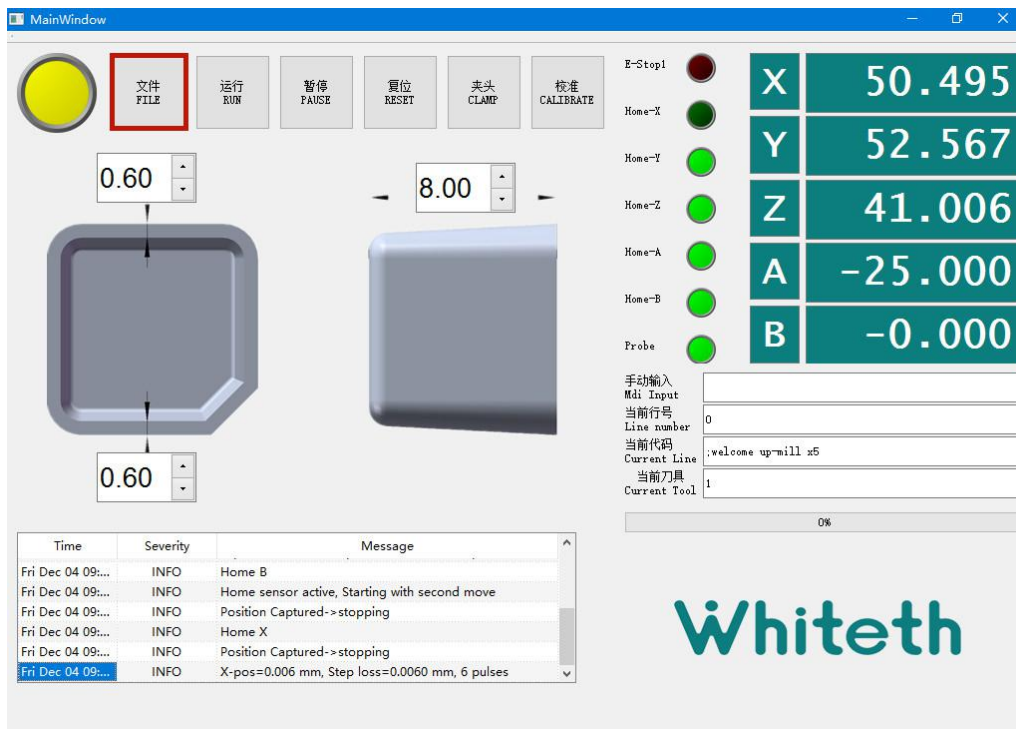 MainWindow
文件
FILE
运行
RUN
暂停
PAUSE
复位
RESET
夹头
CLAMP
校准
CALIBRATE
0.60
8.00
0.60
E-Stop1
Home-X
Home-Y
Home-Z
Home-A
Home-B
Probe
X 50.495
Y 52.567
Z 41.006
A -25.000
B -0.000
手动输入
Mdi Input
当前行号
Line number
0
当前代码
Current Line
;welcome up-mill x5
当前刀具
Current Tool
1
0%
Time Severity Message
Fri Dec 04 09:... INFO Home B
Fri Dec 04 09:... INFO Home sensor active, Starting with second move
Fri Dec 04 09:... INFO Position Captured->stopping
Fri Dec 04 09:... INFO Home X
Fri Dec 04 09:... INFO Position Captured->stopping
Fri Dec 04 09:... INFO X-pos=0.006 mm, Step loss=0.0060 mm, 6 pulses
Whiteth